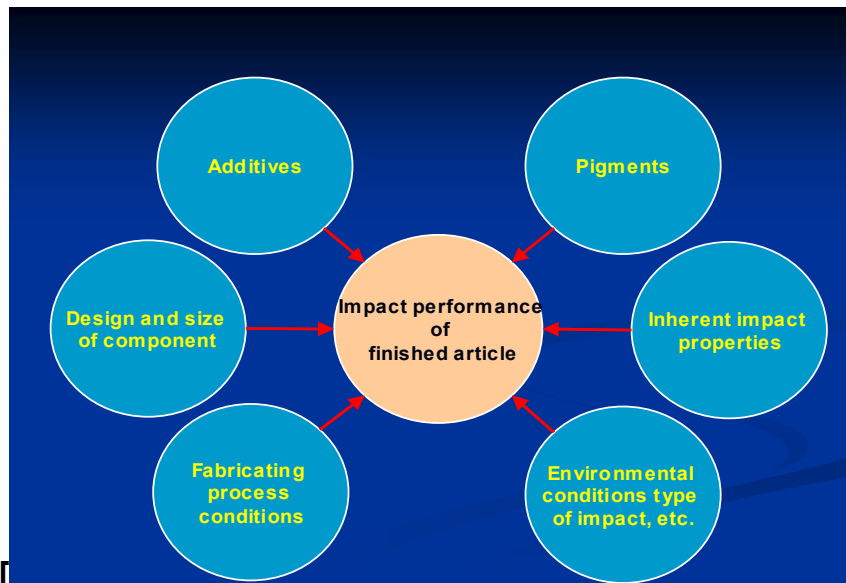 Additives
Pigments
Impact performance
of
finished article
Design and size
of component
Inherent impact
properties
Fabricating
process
conditions
Environmental
conditions type
of impact, etc.